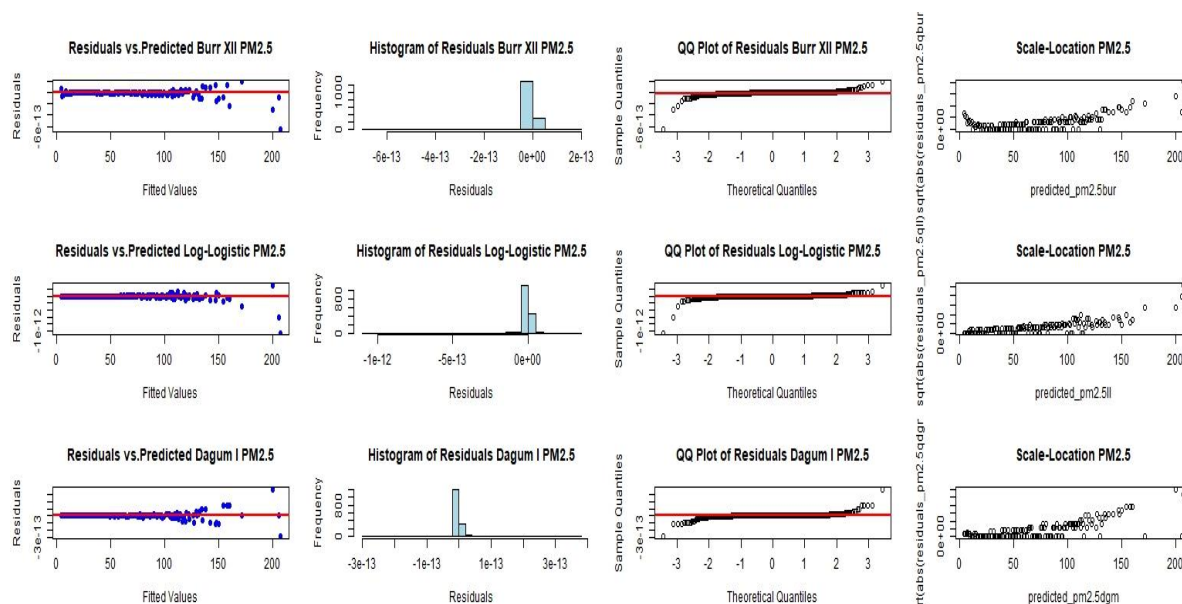 Residuals vs.Predicted Burr XII PM2.5
Residuals
-6e-13
0 50 100 150 200
Fitted Values
Histogram of Residuals Burr XII PM2.5
Frequency
0 1000
-6e-13 -4e-13 -2e-13 0e+00 2e-13
Residuals
QQ Plot of Residuals Burr XII PM2.5
Sample Quantiles
-6e-13
-3 -2 -1 0 1 2 3
Theoretical Quantiles
Scale-Location PM2.5
sqrt(abs(residuals_pm2.5qbur
0e+00
0 50 100 150 200
predicted_pm2.5bur
Residuals vs.Predicted Log-Logistic PM2.5
Residuals
-1e-12
0 50 100 150 200
Fitted Values
Histogram of Residuals Log-Logistic PM2.5
Frequency
0 800
-1e-12 -5e-13 0e+00
Residuals
QQ Plot of Residuals Log-Logistic PM2.5
Sample Quantiles
-1e-12
-3 -2 -1 0 1 2 3
Theoretical Quantiles
Scale-Location PM2.5
sqrt(abs(residuals_pm2.5qll)
0e+00
0 50 100 150 200
predicted_pm2.5ll
Residuals vs.Predicted Dagum I PM2.5
Residuals
-3e-13
0 50 100 150 200
Fitted Values
Histogram of Residuals Dagum I PM2.5
Frequency
0 800
-3e-13 -1e-13 1e-13 3e-13
Residuals
QQ Plot of Residuals Dagum I PM2.5
Sample Quantiles
-3e-13
-3 -2 -1 0 1 2 3
Theoretical Quantiles
Scale-Location PM2.5
qrt(abs(residuals_pm2.5qdgr
0e+00
0 50 100 150 200
predicted_pm2.5dgm